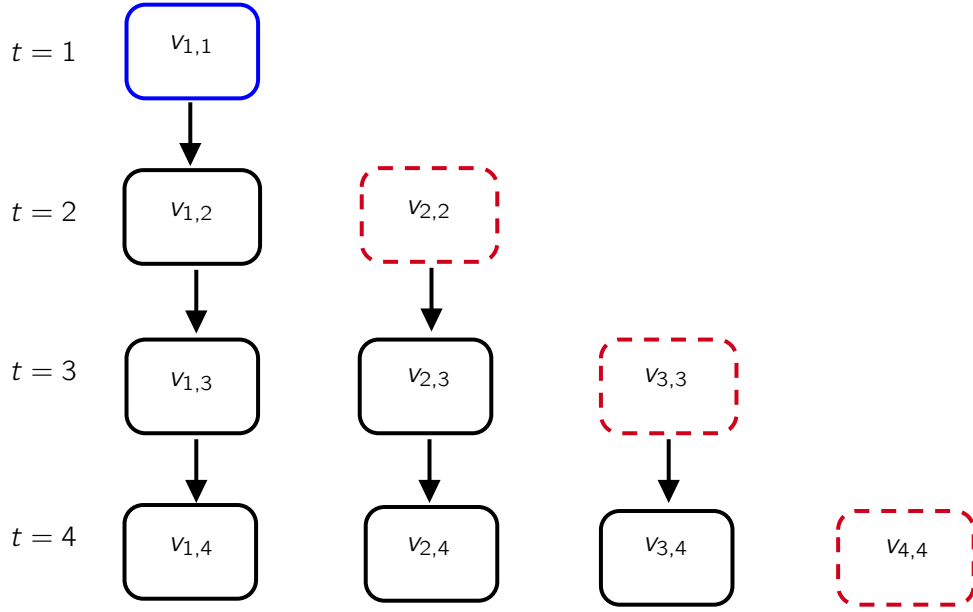 t = 1 v₁,₁
t = 2 v₁,₂ v₂,₂
t = 3 v₁,₃ v₂,₃ v₃,₃
t = 4 v₁,₄ v₂,₄ v₃,₄ v₄,₄